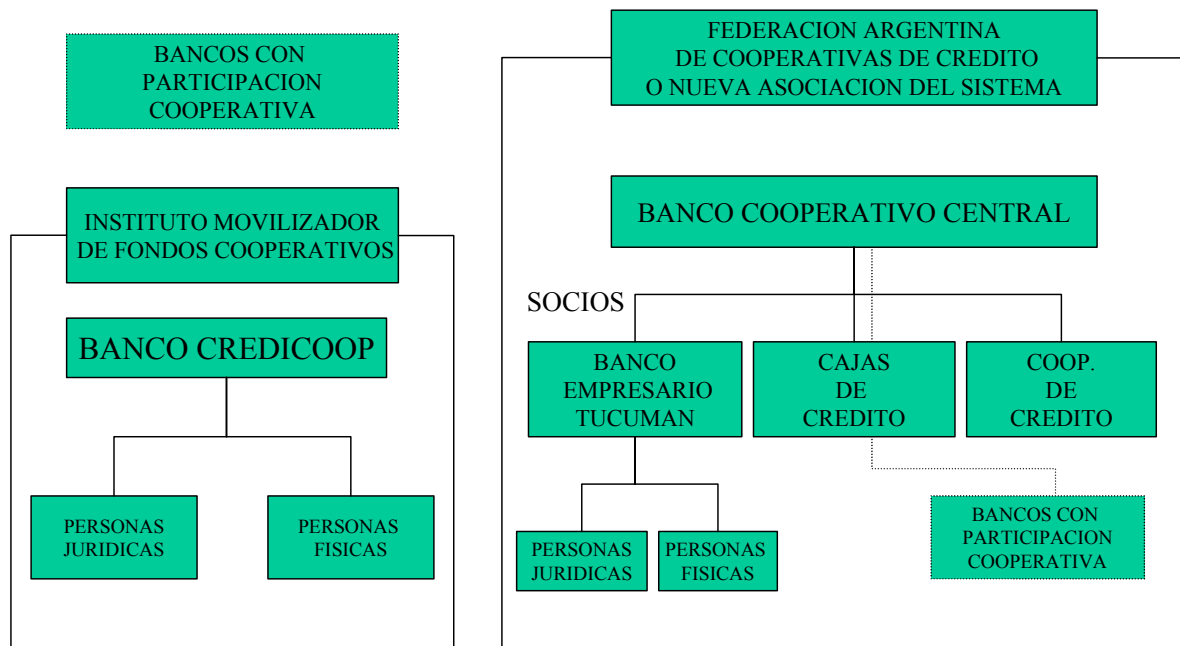 BANCOS CON
PARTICIPACION
COOPERATIVA
INSTITUTO MOVILIZADOR
DE FONDOS COOPERATIVOS
BANCO CREDICOOP
PERSONAS
JURIDICAS
PERSONAS
FISICAS
FEDERACION ARGENTINA
DE COOPERATIVAS DE CREDITO
O NUEVA ASOCIACION DEL SISTEMA
BANCO COOPERATIVO CENTRAL
SOCIOS
BANCO
EMPRESARIO
TUCUMAN
CAJAS
DE
CREDITO
COOP.
DE
CREDITO
PERSONAS
JURIDICAS
PERSONAS
FISICAS
BANCOS CON
PARTICIPACION
COOPERATIVA